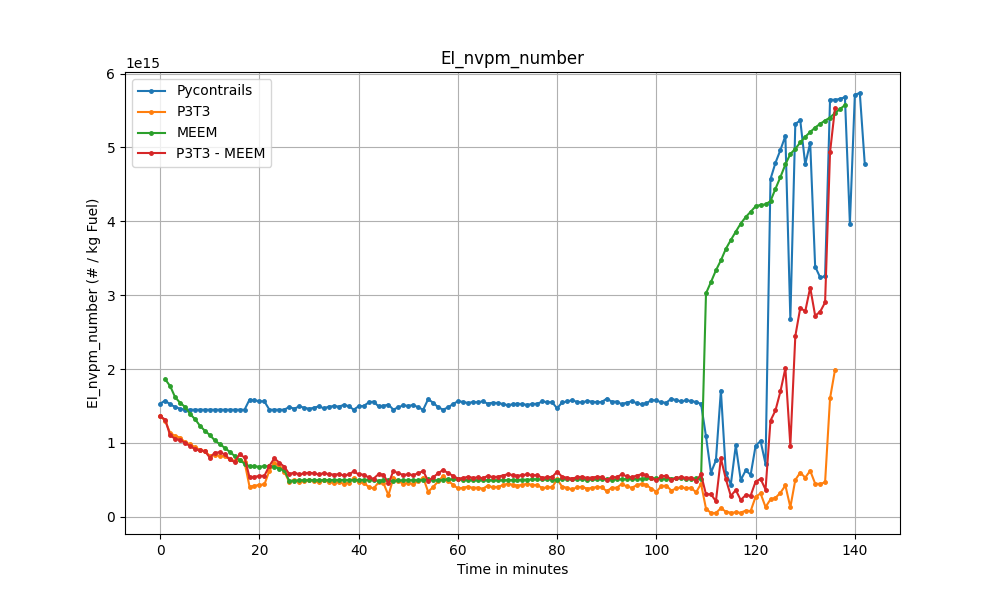 EI_nvpm_number
1e15
Pycontrails
P3T3
MEEM
P3T3 - MEEM
6
5
4
3
2
1
0
EI_nvpm_number (# / kg Fuel)
0 20 40 60 80 100 120 140
Time in minutes